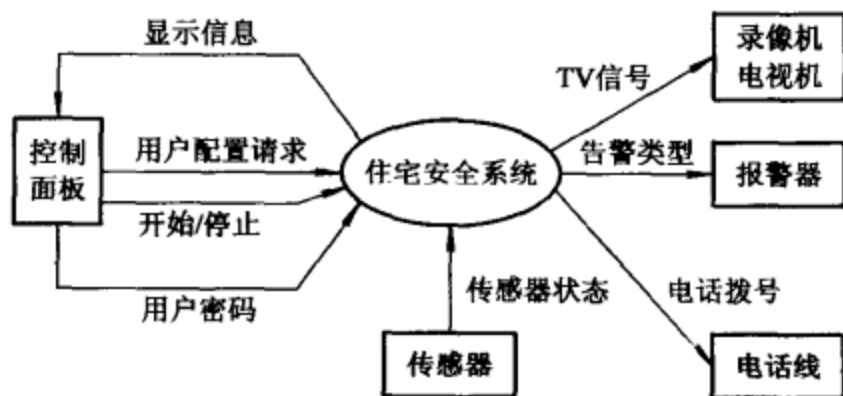 显示信息
录像机
电视机
TV信号
控制
面板
用户配置请求
住宅安全系统
告警类型
报警器
开始/停止
用户密码
传感器状态
电话拨号
传感器
电话线